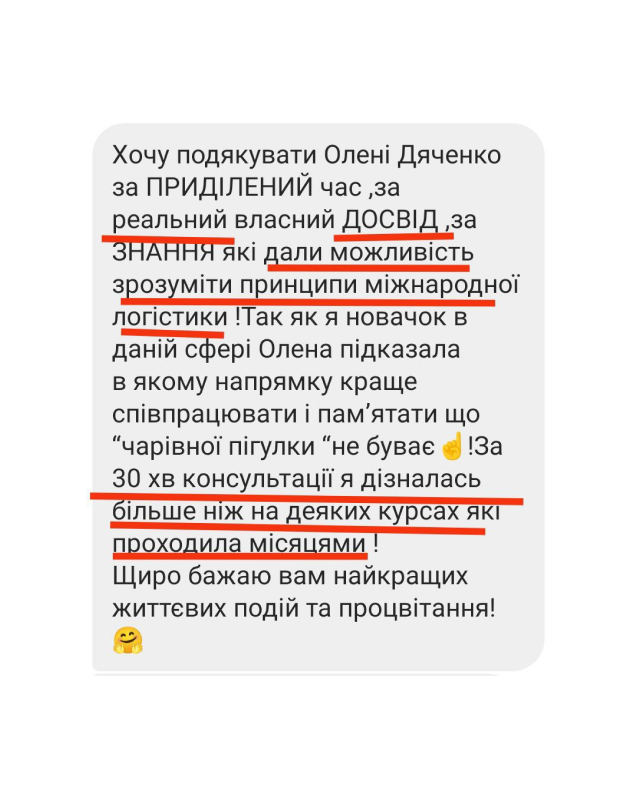 Хочу подякувати Олені Дяченко
за ПРИДІЛЕНИЙ час ,за
реальний власний ДОСВІД ,за
ЗНАННЯ які дали можливість
зрозуміти принципи міжнародної
логістики !Так як я новачок в
даній сфері Олена підказала
в якому напрямку краще
співпрацювати і пам’ятати що
“чарівної пігулки “не буває☝️!За
30 хв консультації я дізналась
більше ніж на деяких курсах які
проходила місяцями !
Щиро бажаю вам найкращих
життєвих подій та процвітання!
🤗